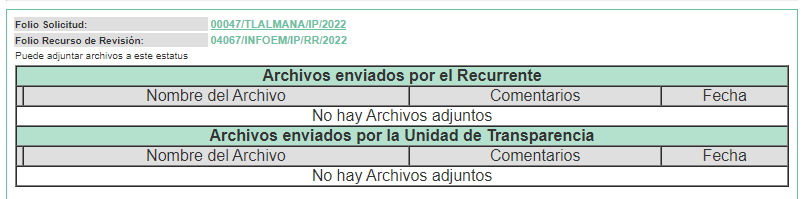 Folio Solicitud: 00047/TLALMANA/IP/2022
Folio Recurso de Revisión: 04067/INFOEM/IP/RR/2022
Puede adjuntar archivos a este estatus
Archivos enviados por el Recurrente
Nombre del Archivo Comentarios Fecha
No hay Archivos adjuntos
Archivos enviados por la Unidad de Transparencia
Nombre del Archivo Comentarios Fecha
No hay Archivos adjuntos